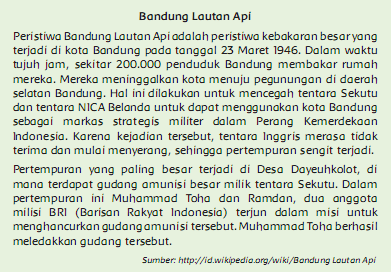 Bandung Lautan Api
Peristiwa Bandung Lautan Api adalah peristiwa kebakaran besar yang
terjadi di kota Bandung pada tanggal 23 Maret 1946. Dalam waktu
tujuh jam, sekitar 200.000 penduduk Bandung membakar rumah
mereka. Mereka meninggalkan kota menuju pegunungan di daerah
selatan Bandung. Hal ini dilakukan untuk mencegah tentara Sekutu
dan tentara NICA Belanda untuk dapat menggunakan kota Bandung
sebagai markas strategis militer dalam Perang Kemerdekaan
Indonesia. Karena kejadian tersebut, tentara Inggris merasa tidak
terima dan mulai menyerang, sehingga pertempuran sengit terjadi.
Pertempuran yang paling besar terjadi di Desa Dayeuhkolot, di
mana terdapat gudang amunisi besar milik tentara Sekutu. Dalam
pertempuran ini Muhammad Toha dan Ramdan, dua anggota
milisi BRI (Barisan Rakyat Indonesia) terjun dalam misi untuk
menghancurkan gudang amunisi tersebut. Muhammad Toha berhasil
meledakkan gudang tersebut.
Sumber: http://id.wikipedia.org/wiki/Bandung Lautan Api